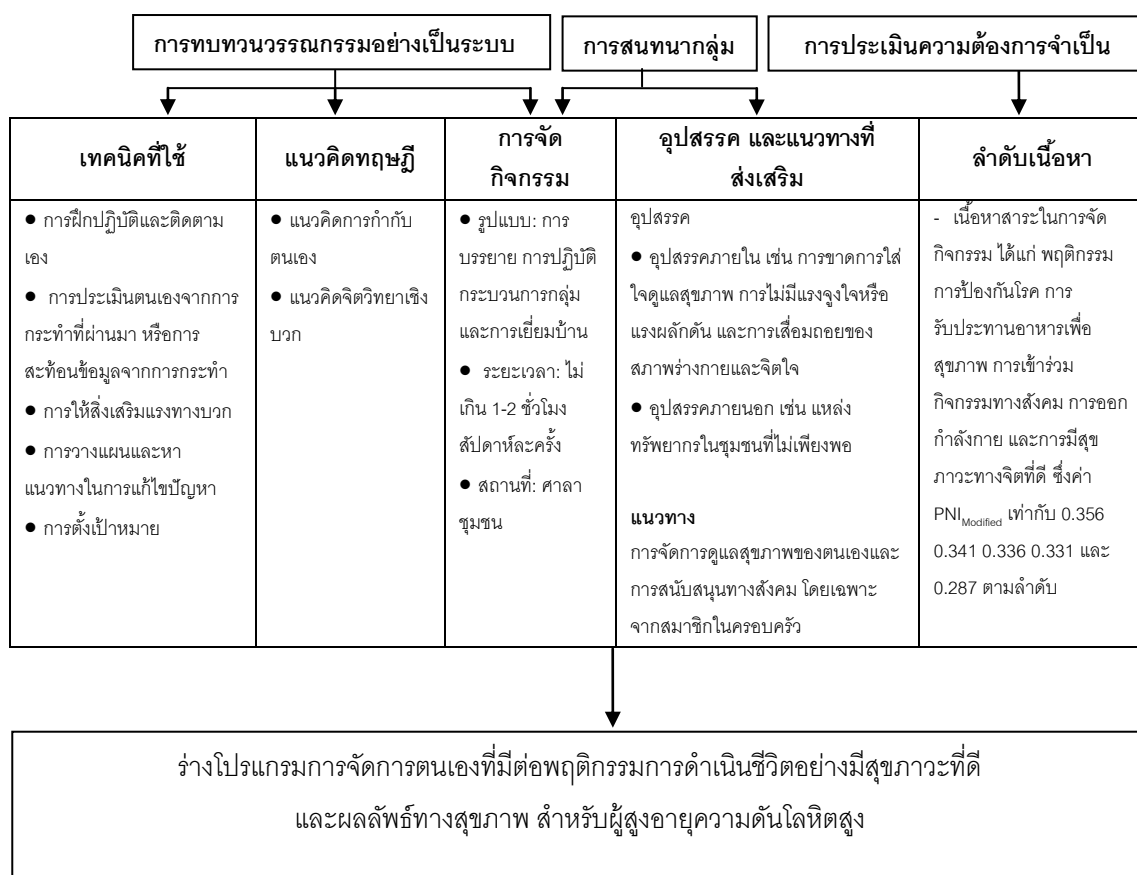 การทบทวนวรรณกรรมอย่างเป็นระบบ
การสนทนากลุ่ม
การประเมินความต้องการจำเป็น
เทคนิคที่ใช้
แนวคิดทฤษฎี
การจัด
กิจกรรม
อุปสรรค และแนวทางที่
ส่งเสริม
ลำดับเนื้อหา
● การฝึกปฏิบัติและติดตาม
เอง
● การประเมินตนเองจากการ
กระทำที่ผ่านมา หรือการ
สะท้อนข้อมูลจากการกระทำ
● การให้สิ่งเสริมแรงทางบวก
● การวางแผนและหา
แนวทางในการแก้ไขปัญหา
● การตั้งเป้าหมาย
● แนวคิดการกำกับ
ตนเอง
● แนวคิดจิตวิทยาเชิง
บวก
● รูปแบบ: การ
บรรยาย การปฏิบัติ
กระบวนการกลุ่ม
และการเยี่ยมบ้าน
● ระยะเวลา: ไม่
เกิน 1-2 ชั่วโมง
สัปดาห์ละครั้ง
● สถานที่: ศาลา
ชุมชน
อุปสรรค
● อุปสรรคภายใน เช่น การขาดการใส่
ใจดูแลสุขภาพ การไม่มีแรงจูงใจหรือ
แรงผลักดัน และการเสื่อมถอยของ
สภาพร่างกายและจิตใจ
● อุปสรรคภายนอก เช่น แหล่ง
ทรัพยากรในชุมชนที่ไม่เพียงพอ
แนวทาง
การจัดการดูแลสุขภาพของตนเองและ
การสนับสนุนทางสังคม โดยเฉพาะ
จากสมาชิกในครอบครัว
- เนื้อหาสาระในการจัด
กิจกรรม ได้แก่ พฤติกรรม
การป้องกันโรค การ
รับประทานอาหารเพื่อ
สุขภาพ การเข้าร่วม
กิจกรรมทางสังคม การออก
กำลังกาย และการมีสุข
ภาวะทางจิตที่ดี ซึ่งค่า
PNI Modified เท่ากับ 0.356
0.341 0.336 0.331 และ
0.287 ตามลำดับ
ร่างโปรแกรมการจัดการตนเองที่มีต่อพฤติกรรมการดำเนินชีวิตอย่างมีสุขภาวะที่ดี
และผลลัพธ์ทางสุขภาพ สำหรับผู้สูงอายุความดันโลหิตสูง